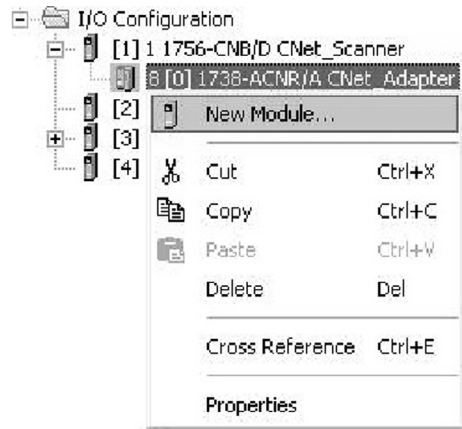 I/O Configuration
[1] 1 1756-CNB/D CNet_Scanner
8 [0] 1738-ACNR/A CNet_Adapter
[2]
New Module...
[3]
[4]
Cut Ctrl+X
Copy Ctrl+C
Paste Ctrl+V
Delete Del
Cross Reference Ctrl+E
Properties